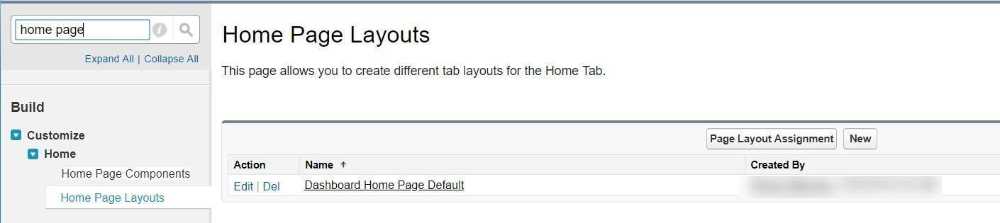 home page
Expand All | Collapse All
Build
Customize
Home
Home Page Components
Home Page Layouts
Home Page Layouts
This page allows you to create different tab layouts for the Home Tab.
Page Layout Assignment New
Action Name ↑ Created By
Edit | Del Dashboard Home Page Default